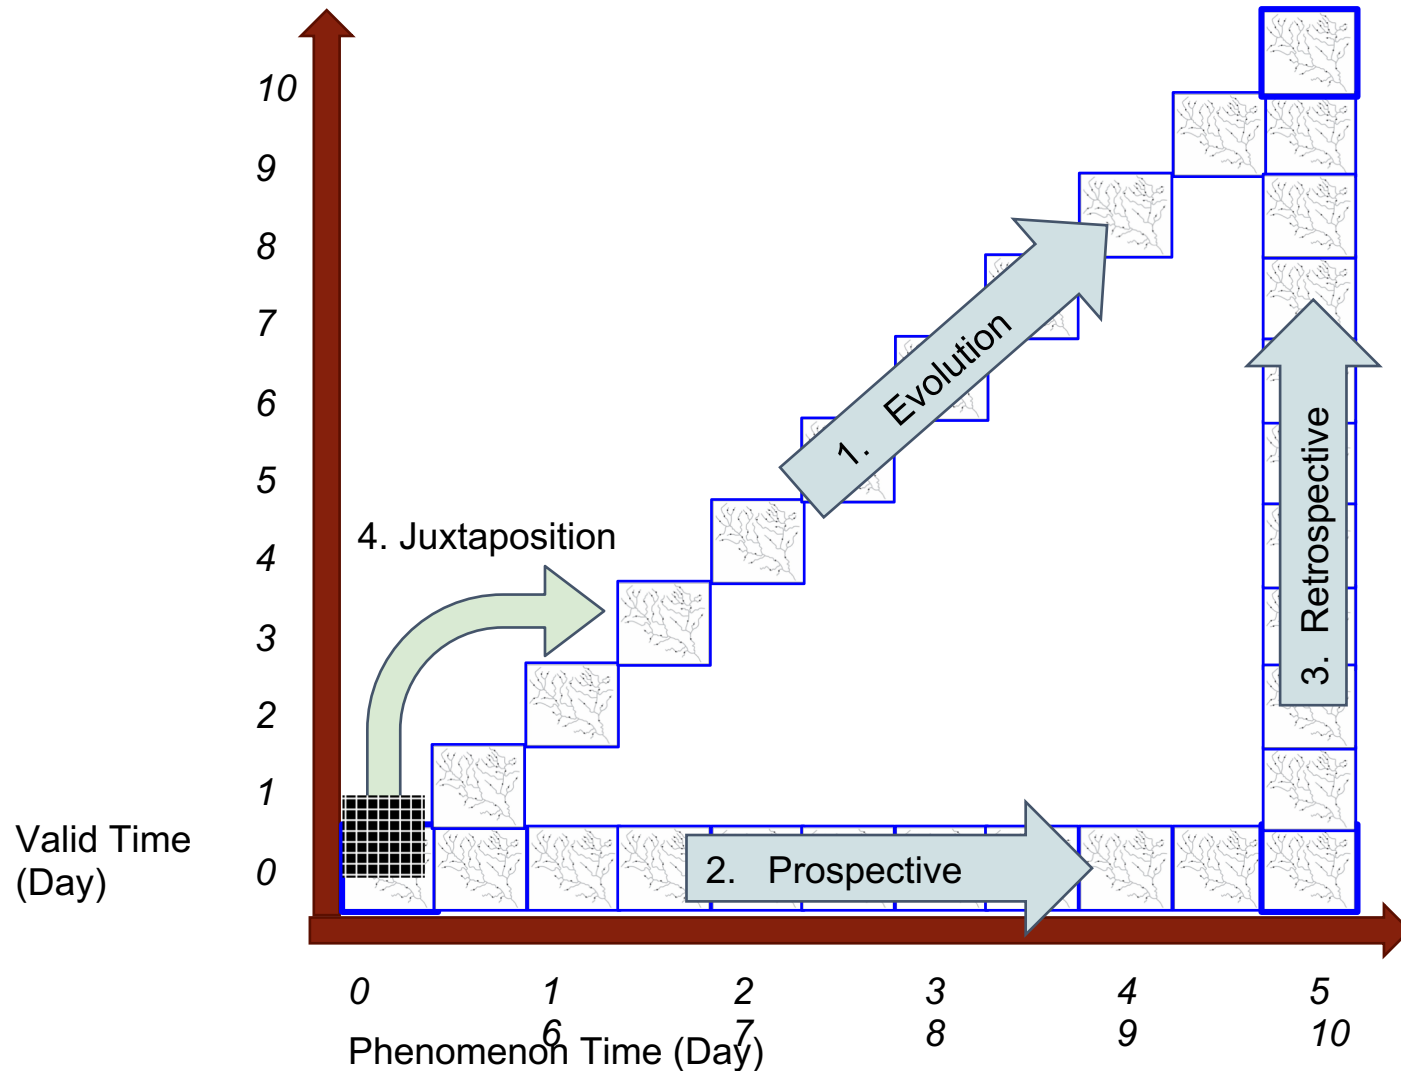 10
9
8
7
6
5
4
3
2
1
0
Valid Time
(Day)
1. Evolution
2. Prospective
3. Retrospective
4. Juxtaposition
0 1 2 3 4 5
6 7 8 9 10
Phenomenon Time (Day)